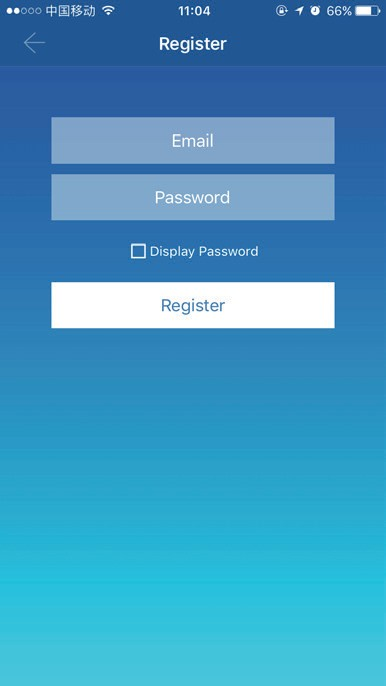 中国移动 11:04 66%
Register
Email
Password
Display Password
Register